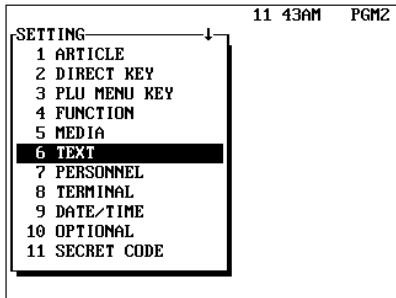 11 43AM PGM2
SETTING ↓
1 ARTICLE
2 DIRECT KEY
3 PLU MENU KEY
4 FUNCTION
5 MEDIA
6 TEXT
7 PERSONNEL
8 TERMINAL
9 DATE/TIME
10 OPTIONAL
11 SECRET CODE